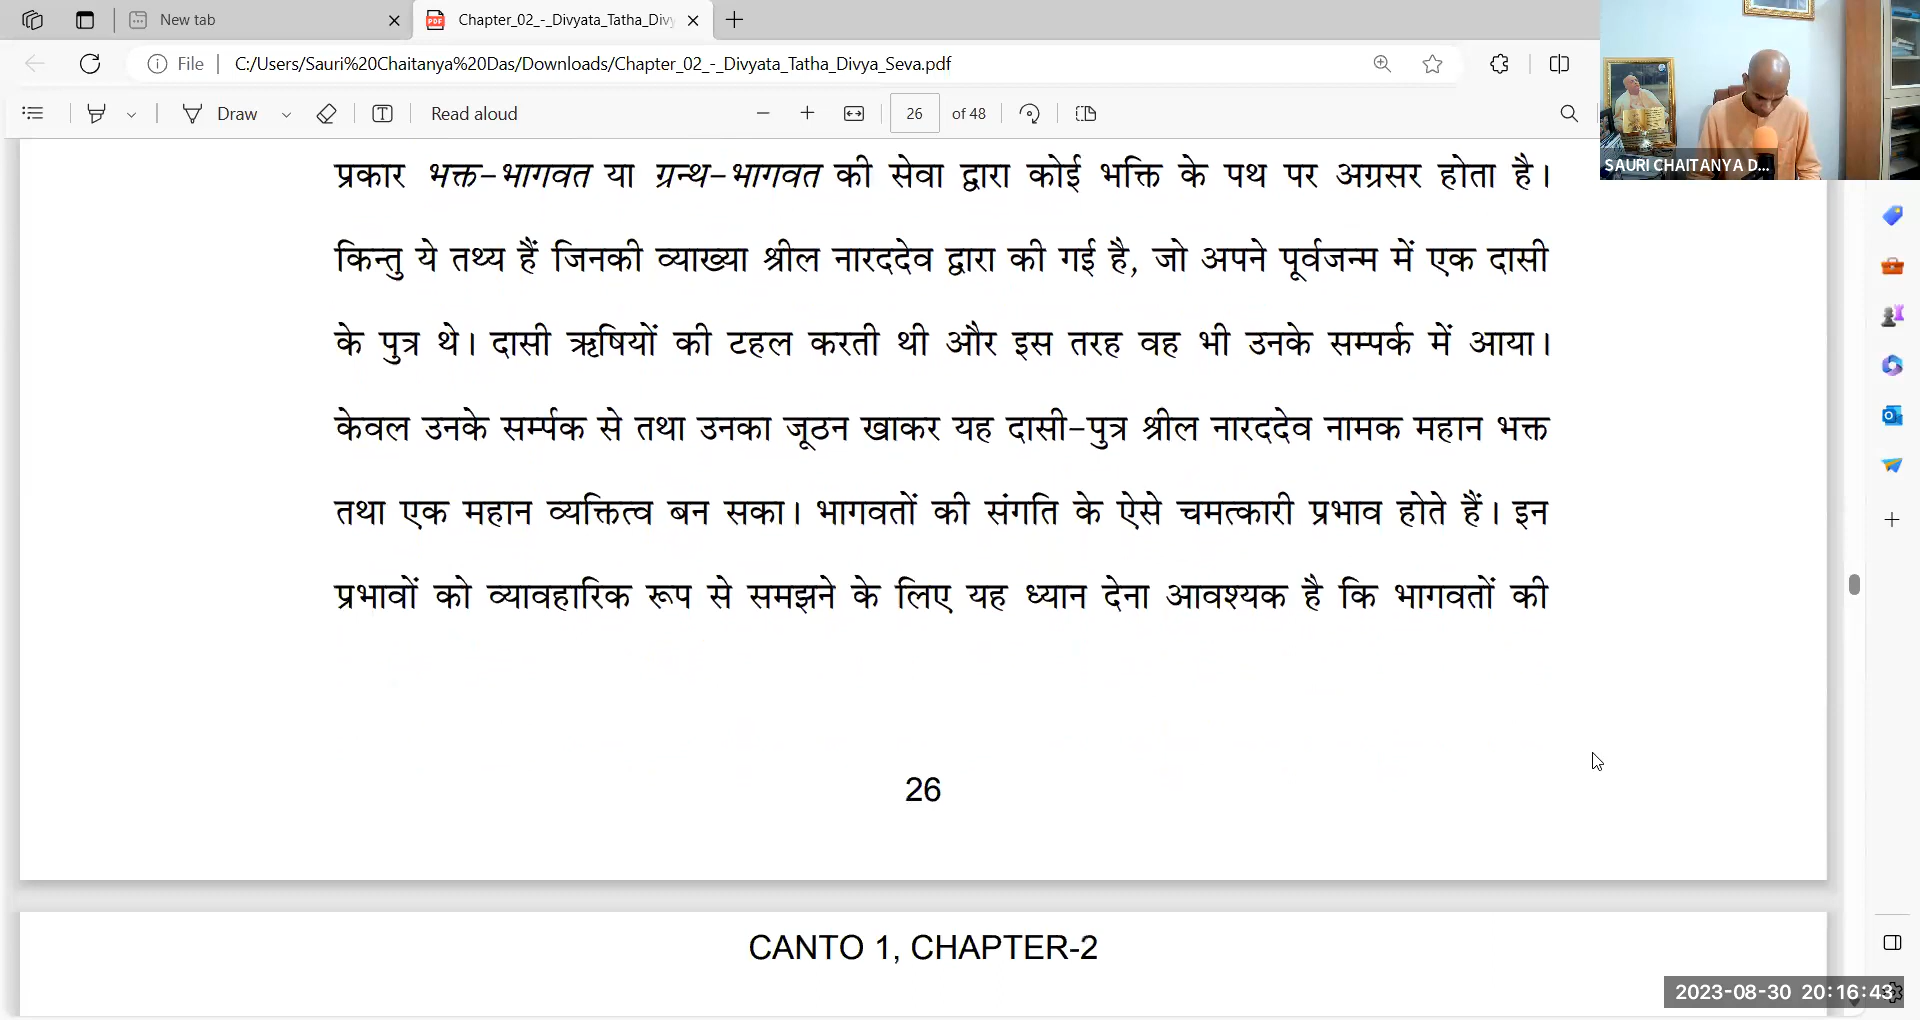 New tab
Chapter_02_-_Divyata_Tatha_Div
File C:/Users/Sauri%20Chaitanya%20Das/Downloads/Chapter_02_-_Divyata_Tatha_Divya_Seva.pdf
Draw Read aloud 26 of 48
SAURI CHAITANYA D...
प्रकार भक्त-भागवत या ग्रन्थ-भागवत की सेवा द्वारा कोई भक्ति के पथ पर अग्रसर होता है।
किन्तु ये तथ्य हैं जिनकी व्याख्या श्रील नारददेव द्वारा की गई है, जो अपने पूर्वजन्म में एक दासी
के पुत्र थे। दासी ऋषियों की टहल करती थी और इस तरह वह भी उनके सम्पर्क में आया।
केवल उनके सर्म्पक से तथा उनका जूठन खाकर यह दासी-पुत्र श्रील नारददेव नामक महान भक्त
तथा एक महान व्यक्तित्व बन सका। भागवतों की संगति के ऐसे चमत्कारी प्रभाव होते हैं। इन
प्रभावों को व्यावहारिक रूप से समझने के लिए यह ध्यान देना आवश्यक है कि भागवतों की
26
CANTO 1, CHAPTER-2
2023-08-30 20:16:43